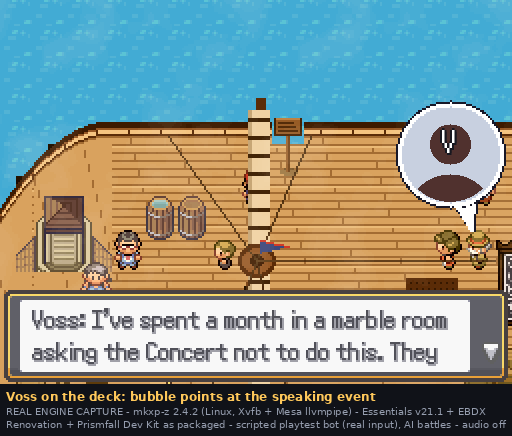 V
Voss: I've spent a month in a marble room
asking the Concert not to do this. They
Voss on the deck: bubble points at the speaking event
REAL ENGINE CAPTURE - mkxp-z 2.4.2 (Linux, Xvfb + Mesa llvmpipe) - Essentials v21.1 + EBDX
Renovation + Prismfall Dev Kit as packaged - scripted playtest bot (real input), AI battles - audio off